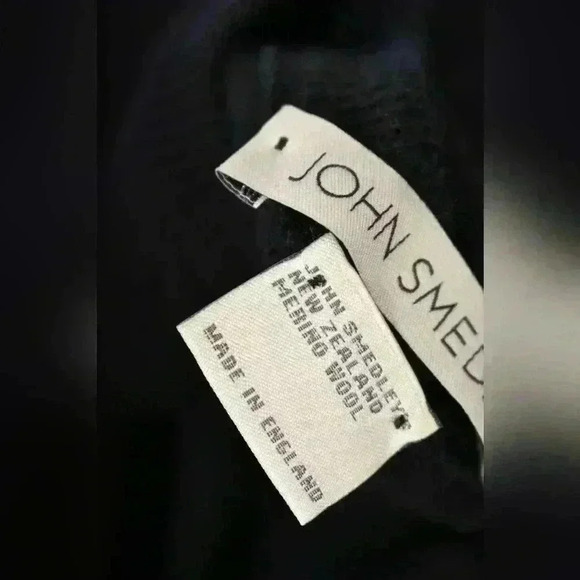 JOHN SMED
JOHN SMEDLEY'S
NEW ZEALAND
MERINO WOOL
MADE IN ENGLAND